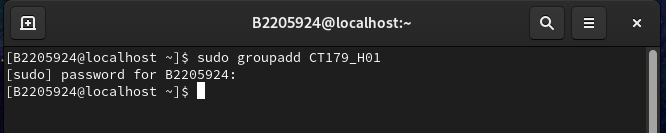 B2205924@localhost:~
[B2205924@localhost ~]$ sudo groupadd CT179_H01
[sudo] password for B2205924:
[B2205924@localhost ~]$